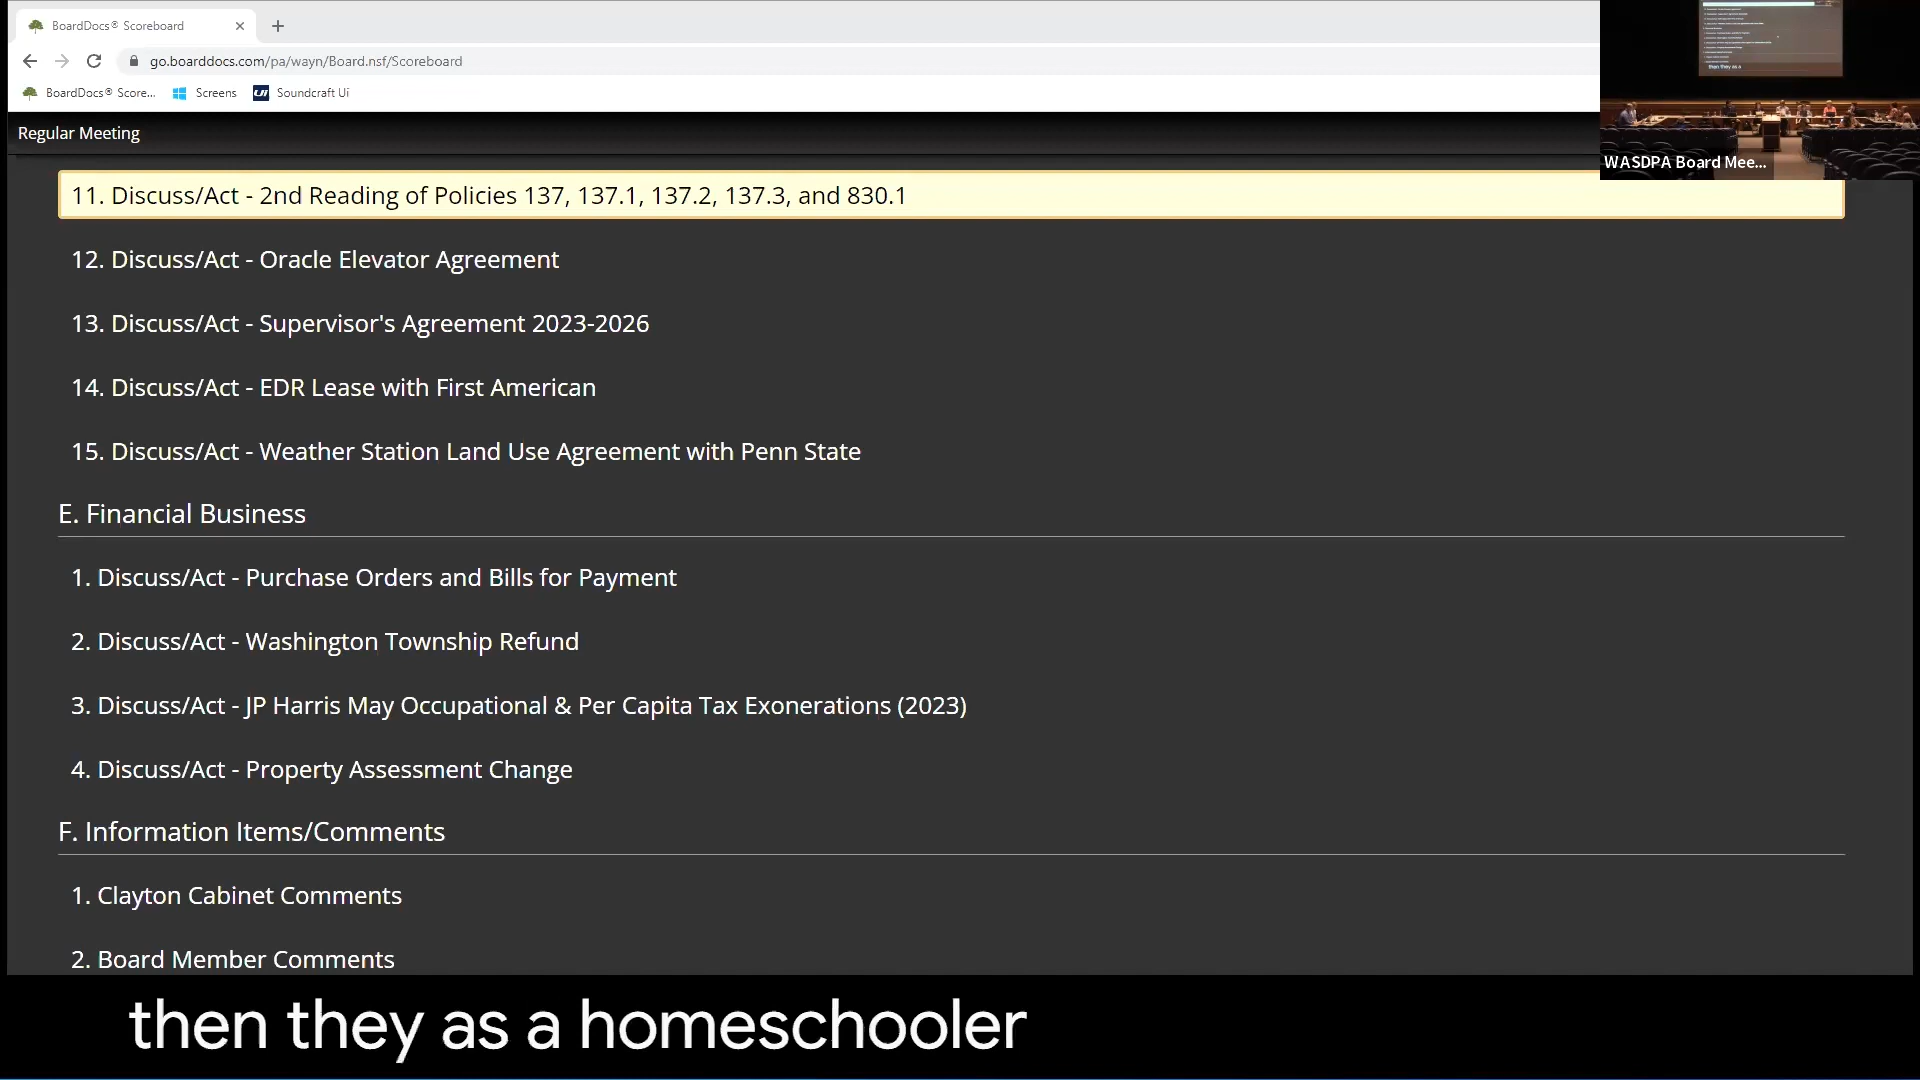 BoardDocs® Scoreboard
go.boarddocs.com/pa/wayn/Board.nsf/Scoreboard
BoardDocs® Score... Screens Soundcraft Ui
Regular Meeting
WASDPA Board Mee...
11. Discuss/Act - 2nd Reading of Policies 137, 137.1, 137.2, 137.3, and 830.1
12. Discuss/Act - Oracle Elevator Agreement
13. Discuss/Act - Supervisor's Agreement 2023-2026
14. Discuss/Act - EDR Lease with First American
15. Discuss/Act - Weather Station Land Use Agreement with Penn State
E. Financial Business
1. Discuss/Act - Purchase Orders and Bills for Payment
2. Discuss/Act - Washington Township Refund
3. Discuss/Act - JP Harris May Occupational & Per Capita Tax Exonerations (2023)
4. Discuss/Act - Property Assessment Change
F. Information Items/Comments
1. Clayton Cabinet Comments
2. Board Member Comments
then they as a homeschooler